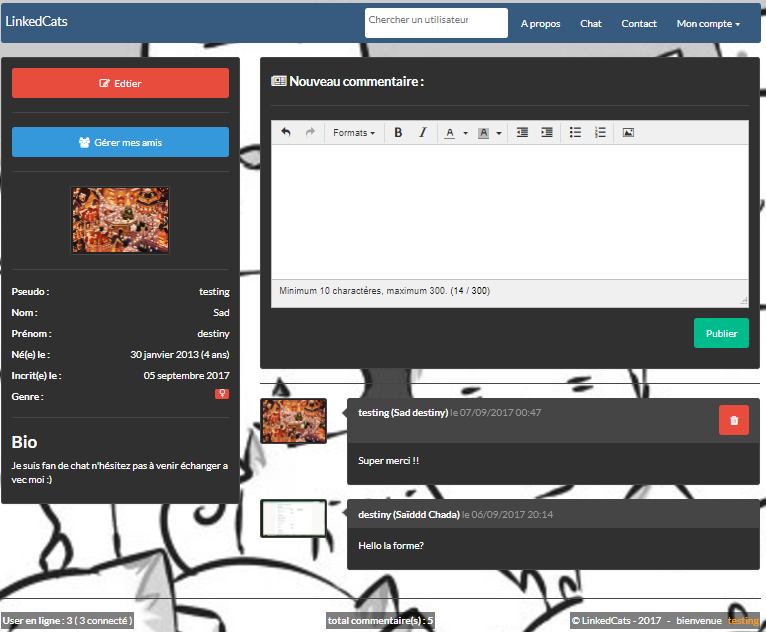 LinkedCats
Chercher un utilisateur
A propos
Chat
Contact
Mon compte
Edtier
Gérer mes amis
Pseudo : testing
Nom : Sad
Prénom : destiny
Né(e) le : 30 janvier 2013 (4 ans)
Incrit(e) le : 05 septembre 2017
Genre :
Bio
Je suis fan de chat n'hésitez pas à venir échanger a
vec moi :)
Nouveau commentaire :
Formats
B I A A
Minimum 10 charactéres, maximum 300. (14 / 300)
Publier
testing (Sad destiny) le 07/09/2017 00:47
Super merci !!
destiny (Saïddd Chada) le 06/09/2017 20:14
Hello la forme?
User en ligne : 3 ( 3 connecté )
total commentaire(s) : 5
© LinkedCats - 2017 - bienvenue testing